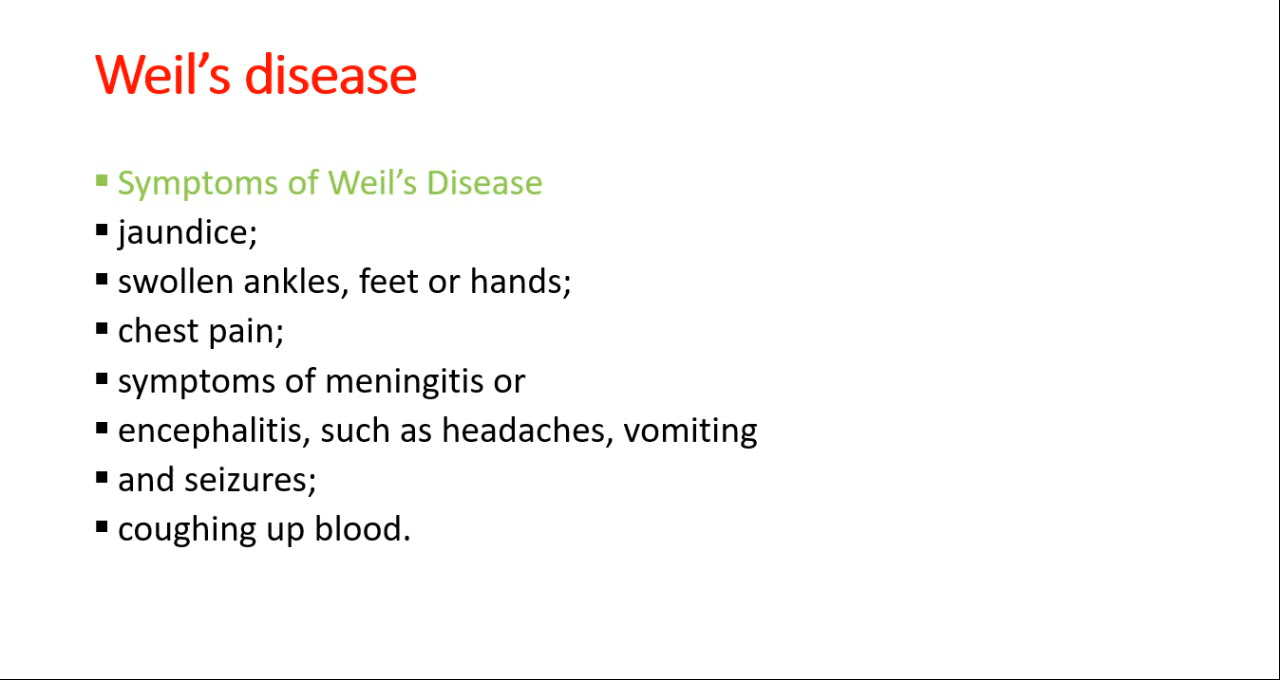 Weil’s disease
▪ Symptoms of Weil’s Disease
▪ jaundice;
▪ swollen ankles, feet or hands;
▪ chest pain;
▪ symptoms of meningitis or
▪ encephalitis, such as headaches, vomiting
▪ and seizures;
▪ coughing up blood.